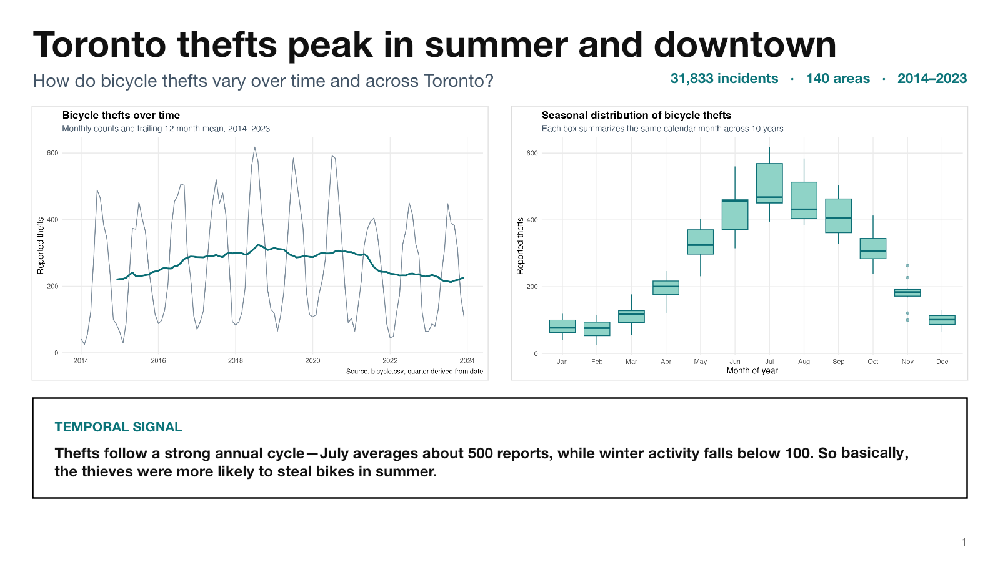 Toronto thefts peak in summer and downtown
How do bicycle thefts vary over time and across Toronto?
31,833 incidents · 140 areas · 2014–2023
Bicycle thefts over time
Monthly counts and trailing 12-month mean, 2014–2023
Reported thefts
600
400
200
0
2014 2016 2018 2020 2022 2024
Source: bicycle.csv; quarter derived from date
Seasonal distribution of bicycle thefts
Each box summarizes the same calendar month across 10 years
Reported thefts
600
400
200
0
Jan Feb Mar Apr May Jun Jul Aug Sep Oct Nov Dec
Month of year
TEMPORAL SIGNAL
Thefts follow a strong annual cycle—July averages about 500 reports, while winter activity falls below 100. So basically,
the thieves were more likely to steal bikes in summer.
1